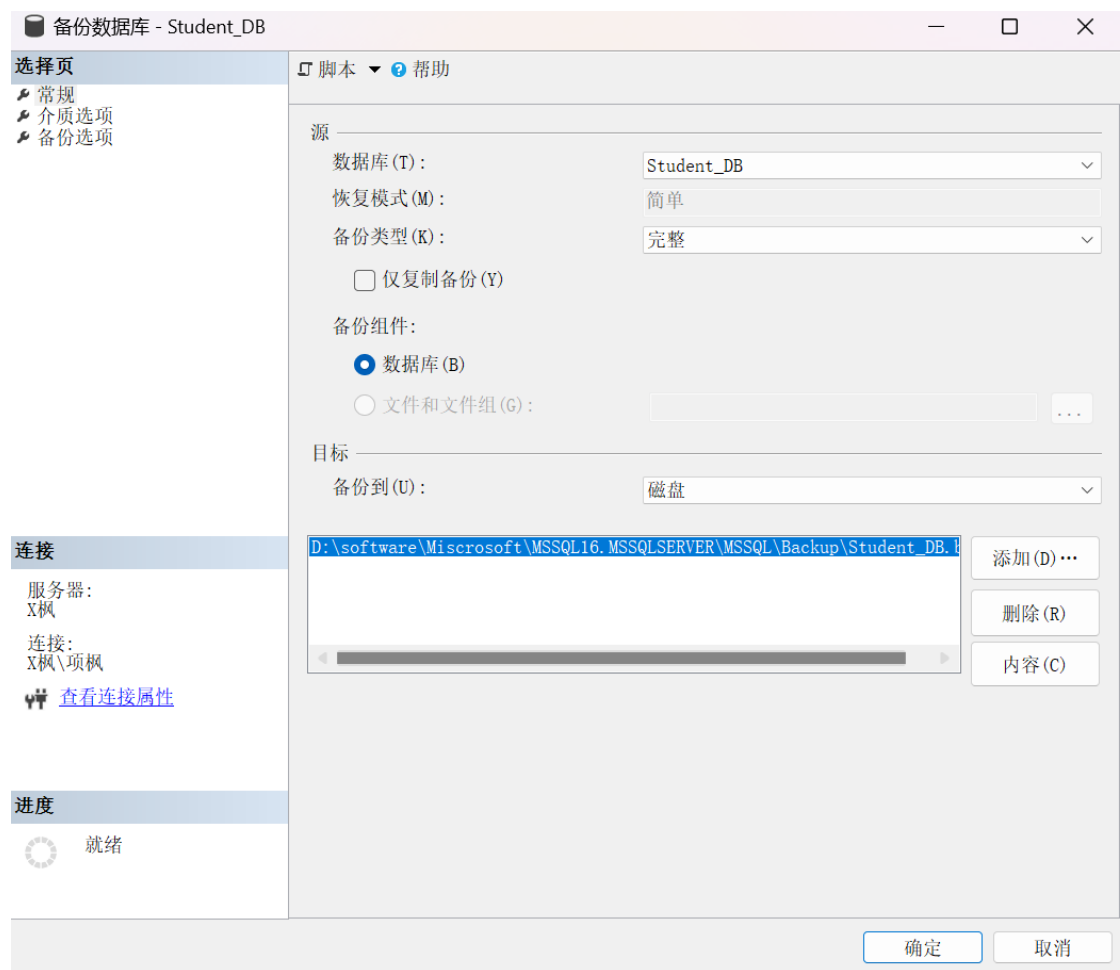 备份数据库 - Student_DB
选择页
常规
介质选项
备份选项
脚本 帮助
源
数据库(T):
Student_DB
恢复模式(M):
简单
备份类型(K):
完整
仅复制备份(Y)
备份组件:
数据库(B)
文件和文件组(G):
...
目标
备份到(U):
磁盘
D:\software\Miscrosoft\MSSQL16.MSSQLSERVER\MSSQL\Backup\Student_DB.
添加(D)…
删除(R)
内容(C)
连接
服务器:
X枫
连接:
X枫\项枫
查看连接属性
进度
就绪
确定
取消